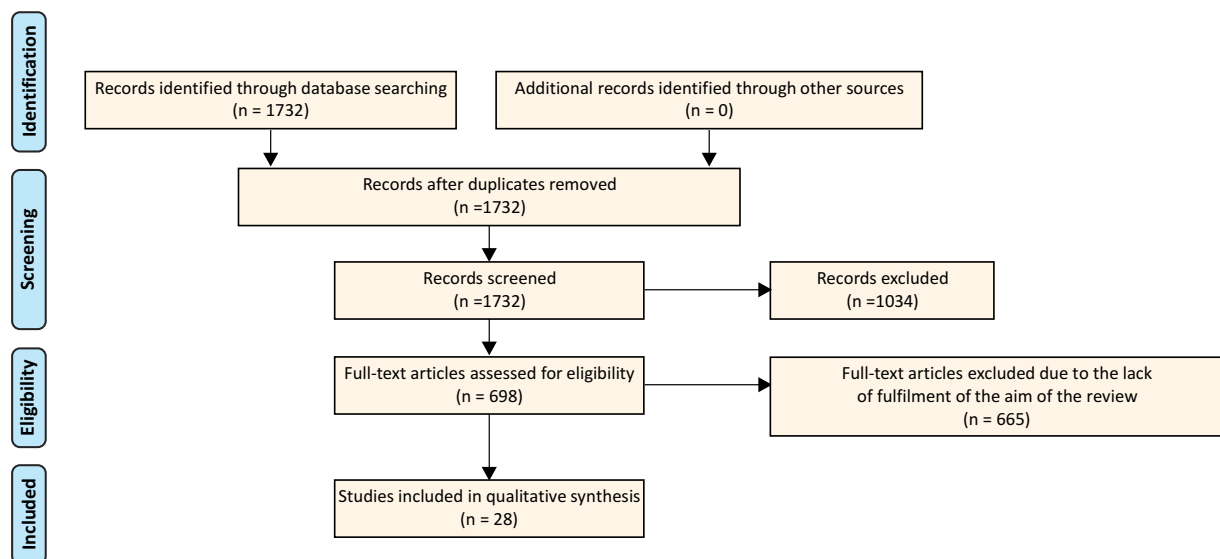 Identification
Records identified through database searching
(n = 1732)
Additional records identified through other sources
(n = 0)
Screening
Records after duplicates removed
(n =1732)
Records screened
(n =1732)
Records excluded
(n =1034)
Eligibility
Full-text articles assessed for eligibility
(n = 698)
Full-text articles excluded due to the lack
of fulfilment of the aim of the review
(n = 665)
Included
Studies included in qualitative synthesis
(n = 28)